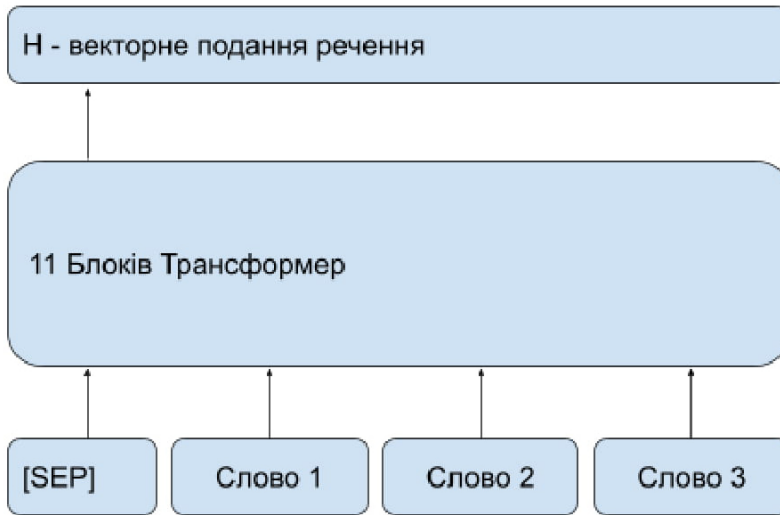 H - векторне подання речення
11 Блоків Трансформер
[SEP] Слово 1 Слово 2 Слово 3